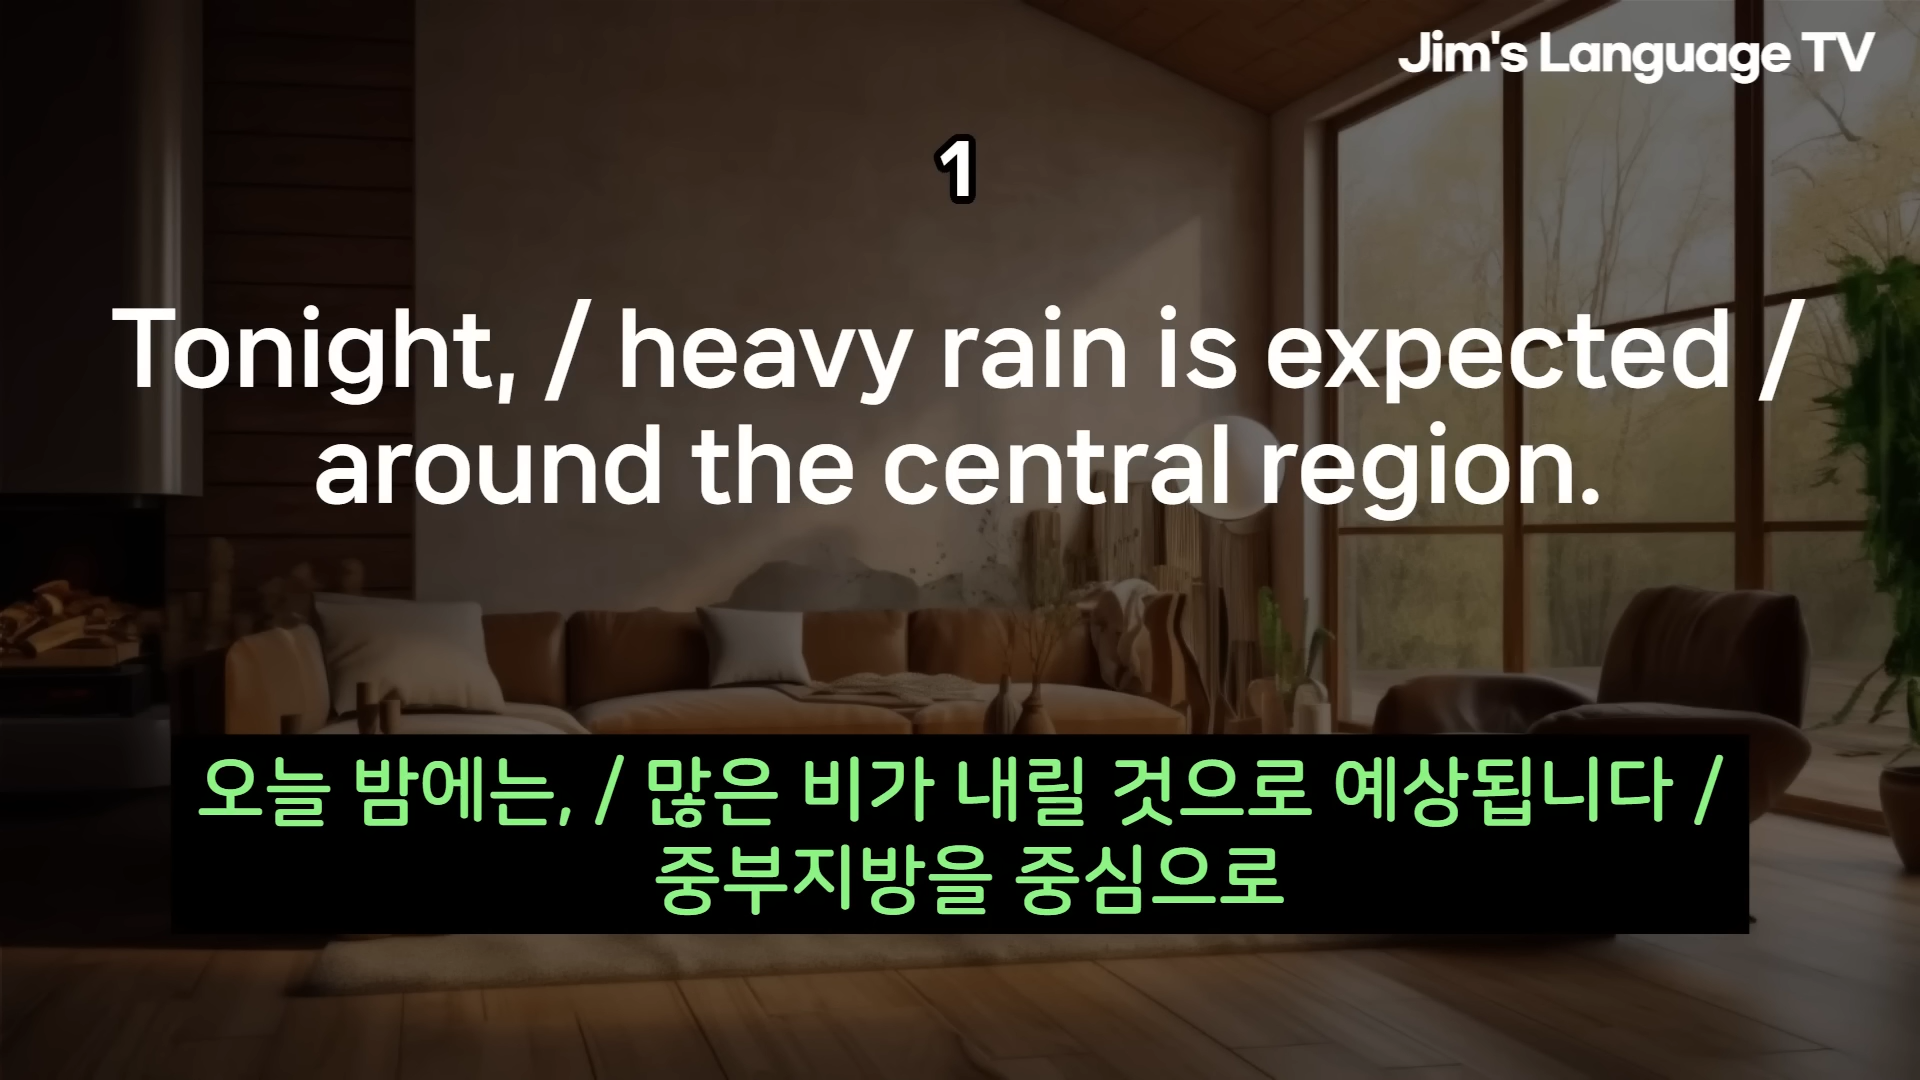 Jim's Language TV
1
Tonight, / heavy rain is expected /
around the central region.
오늘 밤에는, / 많은 비가 내릴 것으로 예상됩니다 /
중부지방을 중심으로